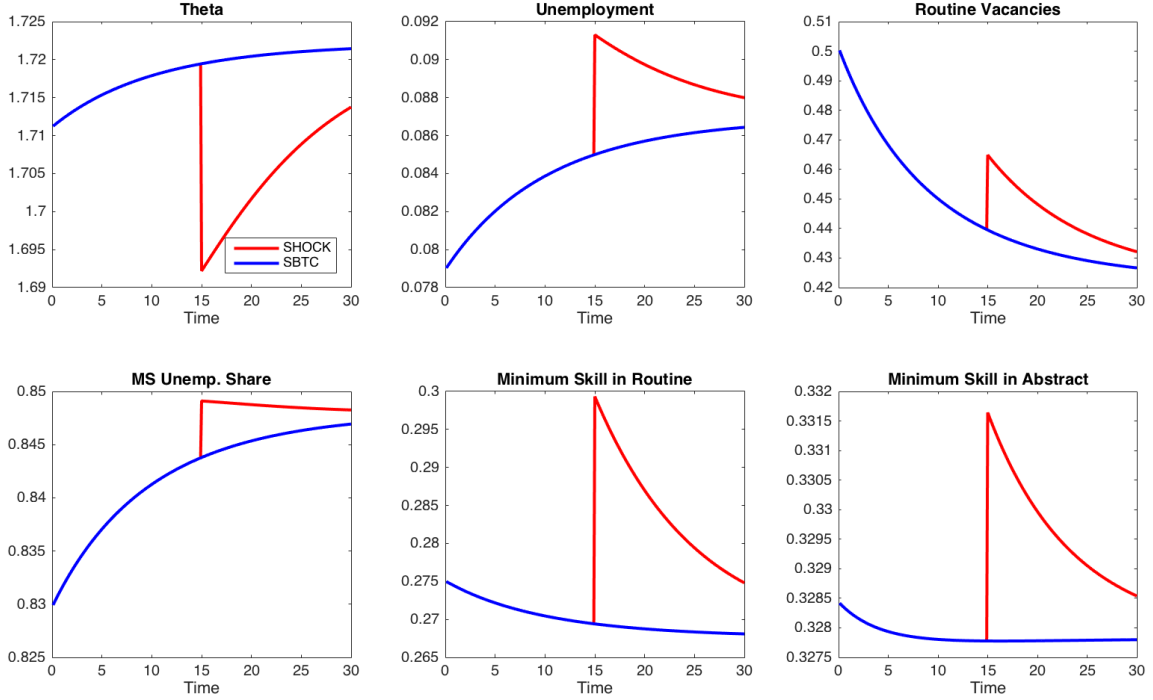 Theta
1.725
1.72
1.715
1.71
1.705
1.7
1.695
1.69
0 5 10 15 20 25 30
Time
SHOCK
SBTC
Unemployment
0.092
0.09
0.088
0.086
0.084
0.082
0.08
0.078
0 5 10 15 20 25 30
Time
Routine Vacancies
0.51
0.5
0.49
0.48
0.47
0.46
0.45
0.44
0.43
0.42
0 5 10 15 20 25 30
Time
MS Unemp. Share
0.85
0.845
0.84
0.835
0.83
0.825
0 5 10 15 20 25 30
Time
Minimum Skill in Routine
0.3
0.295
0.29
0.285
0.28
0.275
0.27
0.265
0 5 10 15 20 25 30
Time
Minimum Skill in Abstract
0.332
0.3315
0.331
0.3305
0.33
0.3295
0.329
0.3285
0.328
0.3275
0 5 10 15 20 25 30
Time